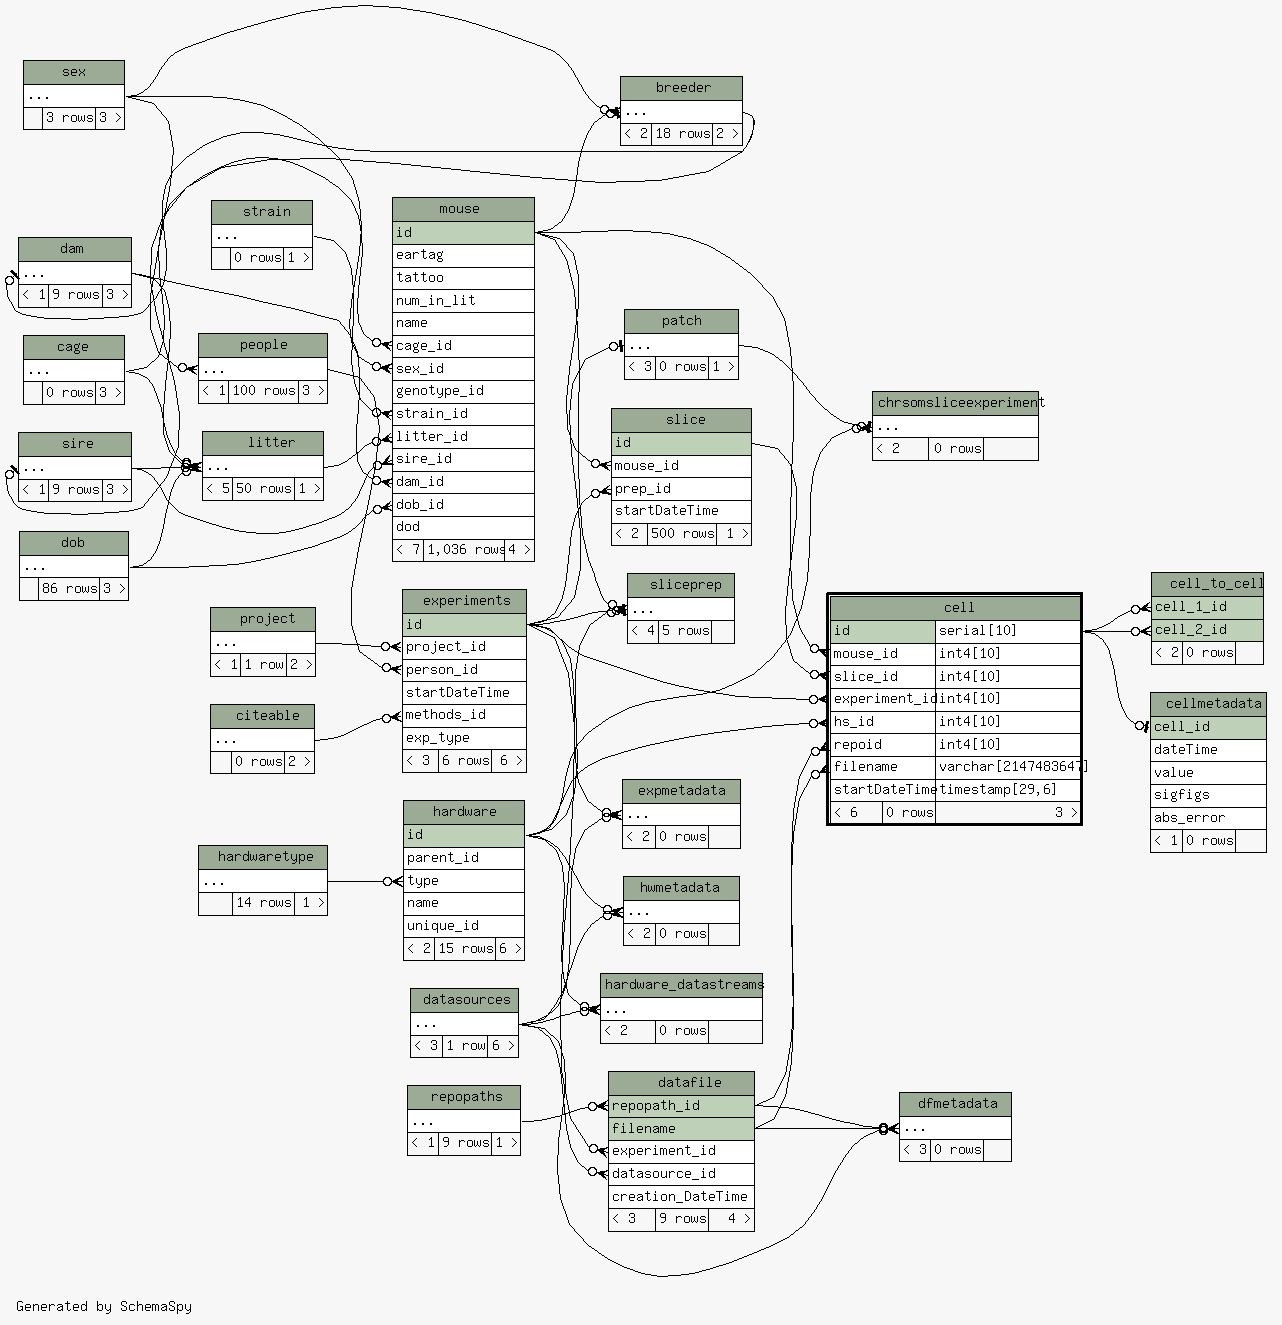 sex
...
3 rows 3 >
breeder
...
< 2 18 rows 2 >
strain
...
0 rows 1 >
mouse
id
eartag
tattoo
num_in_lit
name
cage_id
sex_id
genotype_id
strain_id
litter_id
sire_id
dam_id
dob_id
dod
< 7 1,036 rows 4 >
dam
...
< 1 9 rows 3 >
cage
...
0 rows 3 >
people
...
< 1 100 rows 3 >
sire
...
< 1 9 rows 3 >
litter
...
< 5 50 rows 1 >
dob
...
86 rows 3 >
patch
...
< 3 0 rows 1 >
slice
id
mouse_id
prep_id
startDateTime
< 2 500 rows 1 >
chrsomsliceexperiment
...
< 2 0 rows
sliceprep
...
< 4 5 rows
project
...
< 1 1 row 2 >
citeable
...
0 rows 2 >
experiments
id
project_id
person_id
startDateTime
methods_id
exp_type
< 3 6 rows 6 >
cell
id serial[10]
mouse_id int4[10]
slice_id int4[10]
experiment_id int4[10]
hs_id int4[10]
repoid int4[10]
filename varchar[2147483647]
startDateTime timestamp[29,6]
< 6 0 rows 3 >
cell_to_cell
cell_1_id
cell_2_id
< 2 0 rows
cellmetadata
cell_id
dateTime
value
sigfigs
abs_error
< 1 0 rows
hardwaretype
...
14 rows 1 >
hardware
id
parent_id
type
name
unique_id
< 2 15 rows 6 >
expmetadata
...
< 2 0 rows
hwmetadata
...
< 2 0 rows
hardware_datastreams
...
< 2 0 rows
datasources
...
< 3 1 row 6 >
repopaths
...
< 1 9 rows 1 >
datafile
repopath_id
filename
experiment_id
datasource_id
creation_DateTime
< 3 9 rows 4 >
dfmetadata
...
< 3 0 rows
Generated by SchemaSpy